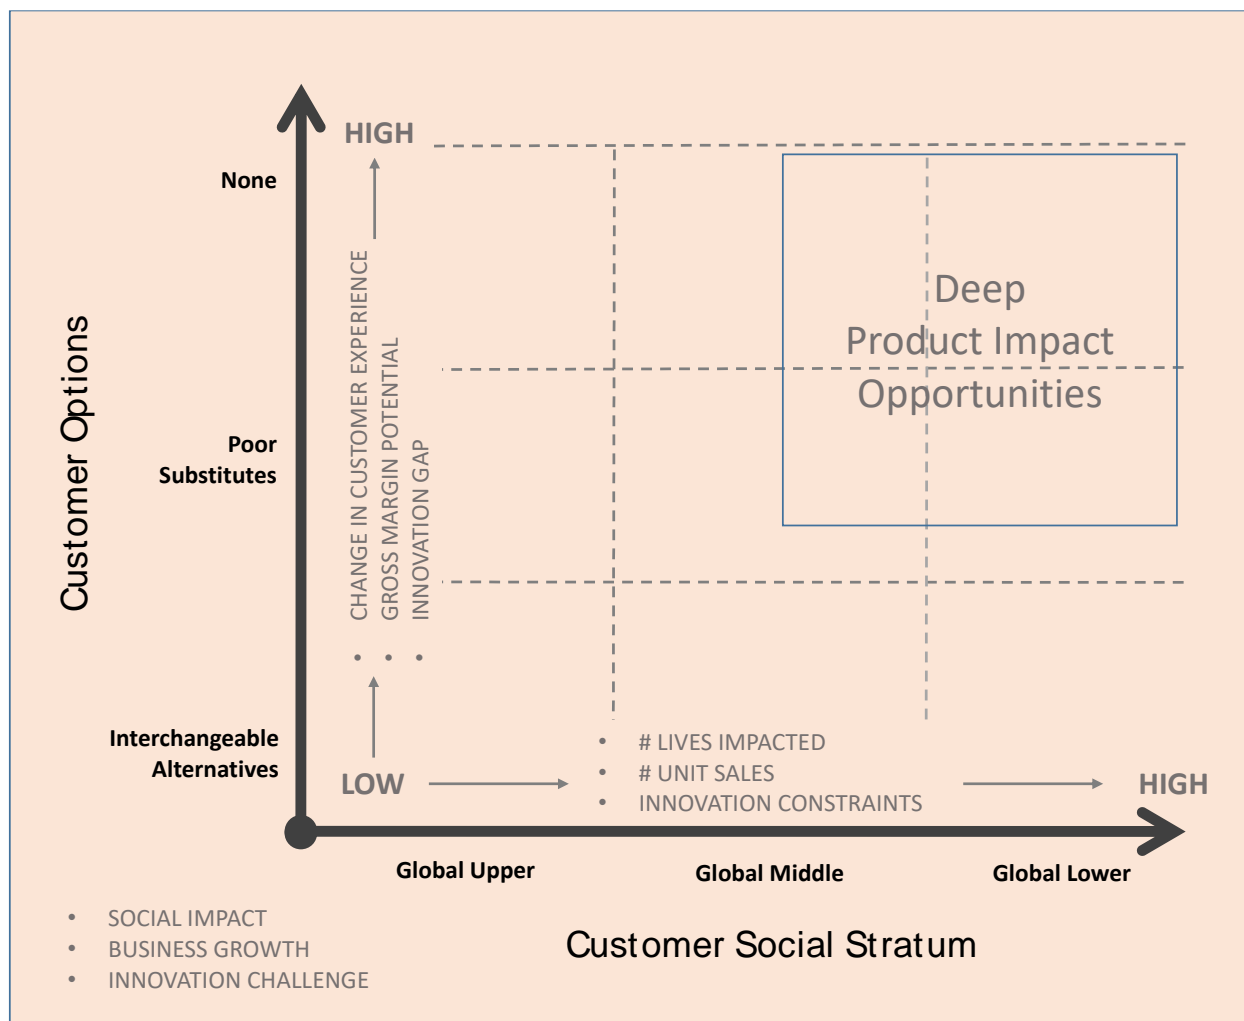 HIGH
None
Customer Options
CHANGE IN CUSTOMER EXPERIENCE
GROSS MARGIN POTENTIAL
INNOVATION GAP
Deep
Product Impact
Opportunities
Poor
Substitutes
Interchangeable
Alternatives
LOW
• # LIVES IMPACTED
• # UNIT SALES
• INNOVATION CONSTRAINTS
HIGH
Global Upper
Global Middle
Global Lower
Customer Social Stratum
• SOCIAL IMPACT
• BUSINESS GROWTH
• INNOVATION CHALLENGE